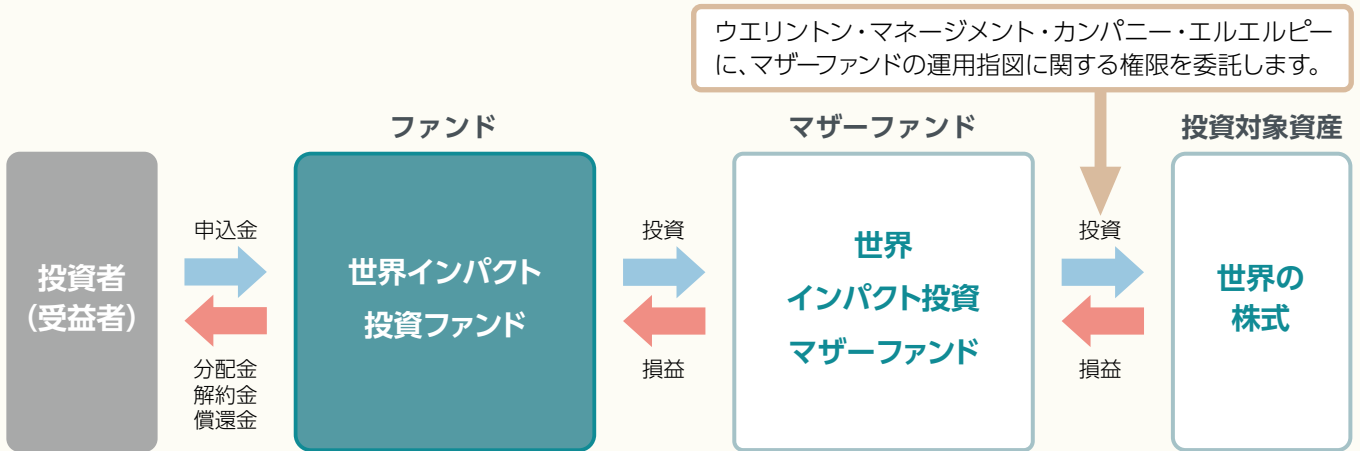 ウエリントン・マネージメント・カンパニー・エルエルピー
に、マザーファンドの運用指図に関する権限を委託します。
ファンド
マザーファンド
投資対象資産
投資者
(受益者)
申込金
分配金
解約金
償還金
世界インパクト
投資ファンド
投資
損益
世界
インパクト投資
マザーファンド
投資
損益
世界の
株式